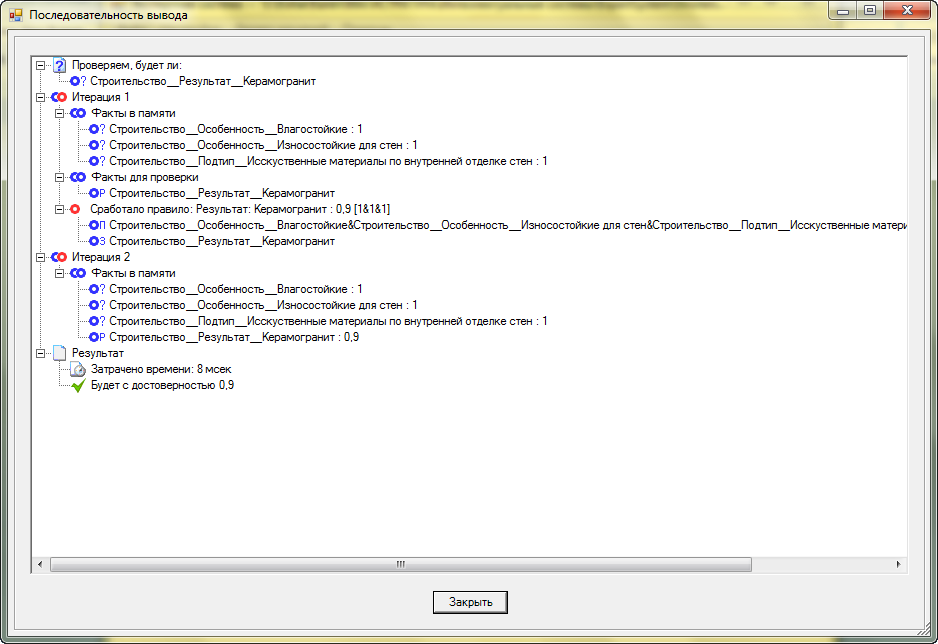 Последовательность вывода
Проверяем, будет ли:
Строительство__Результат__Керамогранит
Итерация 1
Факты в памяти
Строительство__Особенность__Влагостойкие : 1
Строительство__Особенность__Износостойкие для стен : 1
Строительство__Подтип__Исскуственные материалы по внутренней отделке стен : 1
Факты для проверки
Строительство__Результат__Керамогранит
Сработало правило: Результат: Керамогранит : 0,9 [1&1&1]
Строительство__Особенность__Влагостойкие&Строительство__Особенность__Износостойкие для стен&Строительство__Подтип__Исскуственные матери
Строительство__Результат__Керамогранит
Итерация 2
Факты в памяти
Строительство__Особенность__Влагостойкие : 1
Строительство__Особенность__Износостойкие для стен : 1
Строительство__Подтип__Исскуственные материалы по внутренней отделке стен : 1
Строительство__Результат__Керамогранит : 0,9
Результат
Затрачено времени: 8 мсек
Будет с достоверностью 0,9
Закрыть